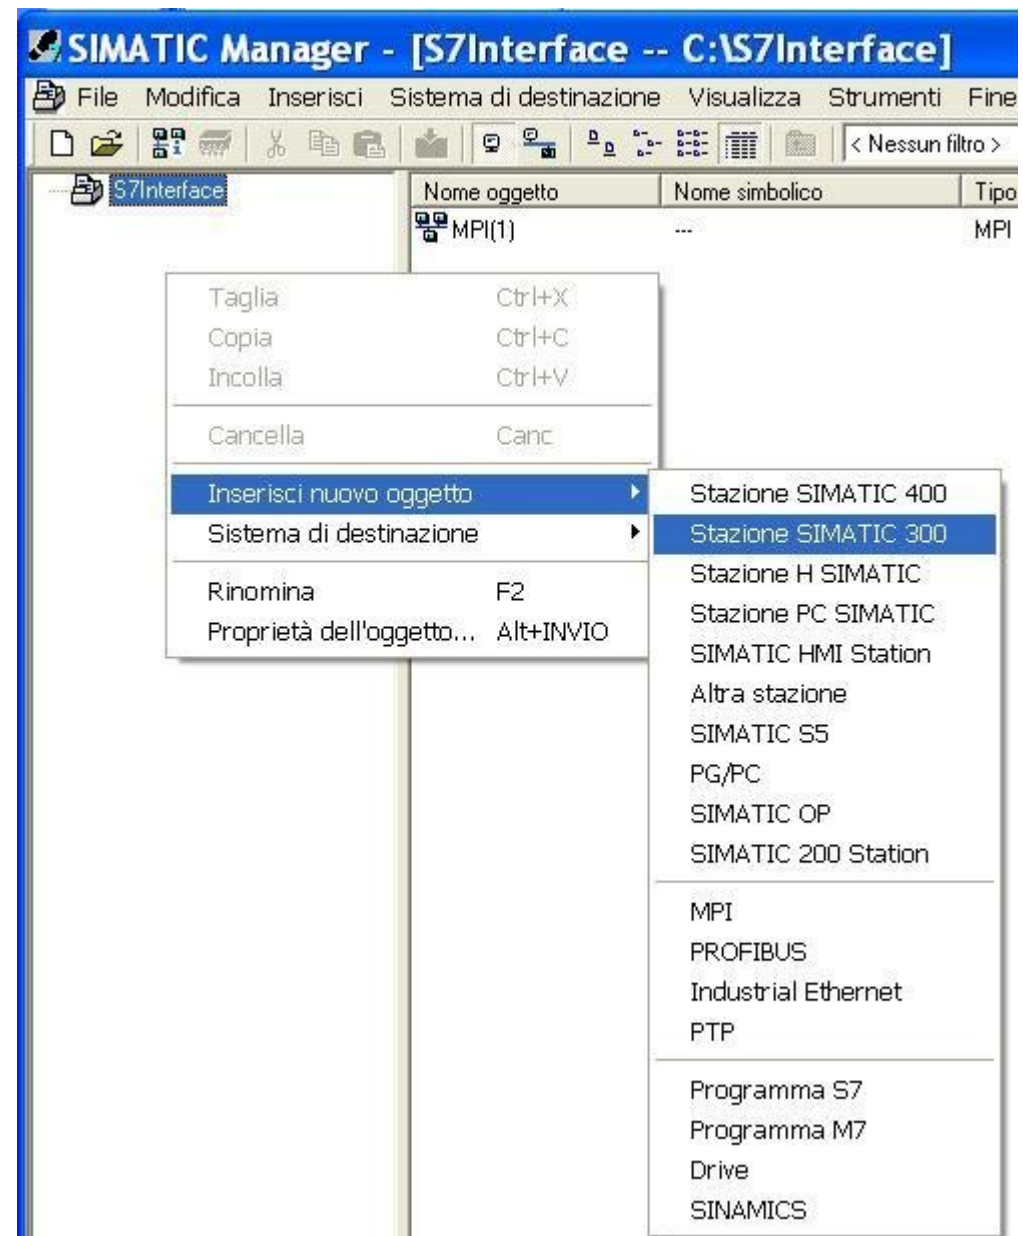 SIMATIC Manager - [S7Interface -- C:\S7Interface]
File Modifica Inserisci Sistema di destinazione Visualizza Strumenti Fine
< Nessun filtro >
S7Interface
Nome oggetto Nome simbolico Tipo
MPI(1) --- MPI
Taglia Ctrl+X
Copia Ctrl+C
Incolla Ctrl+V
Cancella Canc
Inserisci nuovo oggetto
Sistema di destinazione
Rinomina F2
Proprietà dell'oggetto... Alt+INVIO
Stazione SIMATIC 400
Stazione SIMATIC 300
Stazione H SIMATIC
Stazione PC SIMATIC
SIMATIC HMI Station
Altra stazione
SIMATIC S5
PG/PC
SIMATIC OP
SIMATIC 200 Station
MPI
PROFIBUS
Industrial Ethernet
PTP
Programma S7
Programma M7
Drive
SINAMICS